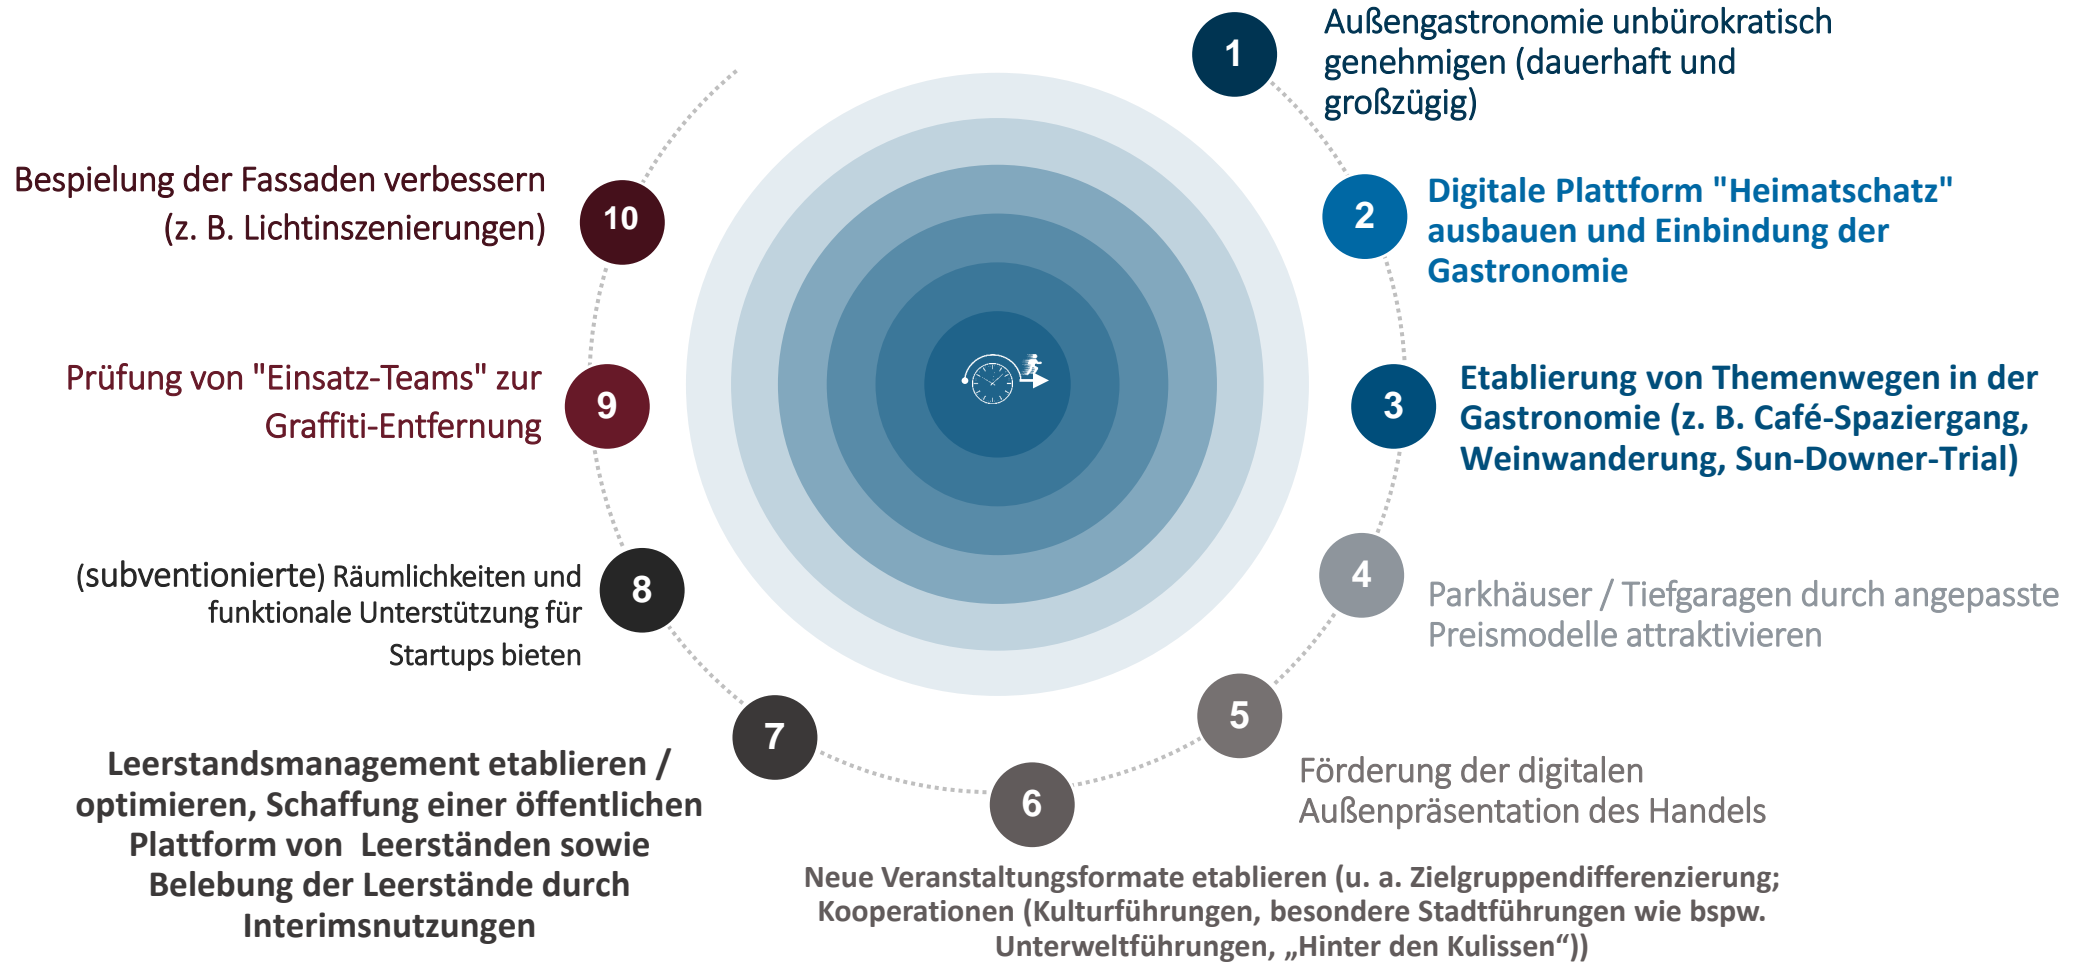 1
Außengastronomie unbürokratisch
genehmigen (dauerhaft und
großzügig)
2
Digitale Plattform "Heimatschatz"
ausbauen und Einbindung der
Gastronomie
3
Etablierung von Themenwegen in der
Gastronomie (z. B. Café-Spaziergang,
Weinwanderung, Sun-Downer-Trial)
4
Parkhäuser / Tiefgaragen durch angepasste
Preismodelle attraktivieren
5
Förderung der digitalen
Außenpräsentation des Handels
6
Neue Veranstaltungsformate etablieren (u. a. Zielgruppendifferenzierung;
Kooperationen (Kulturführungen, besondere Stadtführungen wie bspw.
Unterweltführungen, „Hinter den Kulissen“))
7
Leerstandsmanagement etablieren /
optimieren, Schaffung einer öffentlichen
Plattform von  Leerständen sowie
Belebung der Leerstände durch
Interimsnutzungen
8
(subventionierte) Räumlichkeiten und
funktionale Unterstützung für
Startups bieten
9
Prüfung von "Einsatz-Teams" zur
Graffiti-Entfernung
10
Bespielung der Fassaden verbessern
(z. B. Lichtinszenierungen)